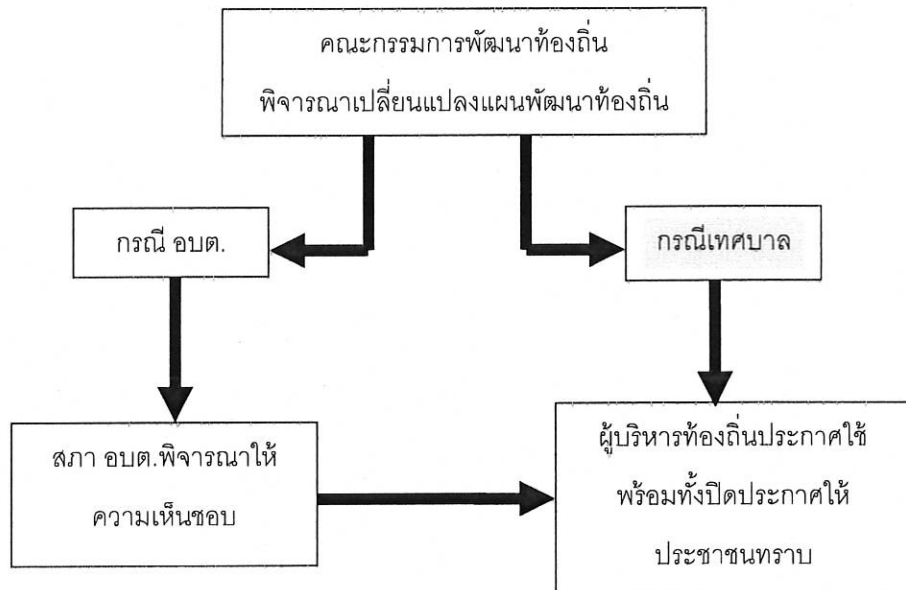 คณะกรรมการพัฒนาท้องถิ่น
พิจารณาเปลี่ยนแปลงแผนพัฒนาท้องถิ่น
กรณี อบต.
กรณีเทศบาล
สภา อบต.พิจารณาให้
ความเห็นชอบ
ผู้บริหารท้องถิ่นประกาศใช้
พร้อมทั้งปิดประกาศให้
ประชาชนทราบ